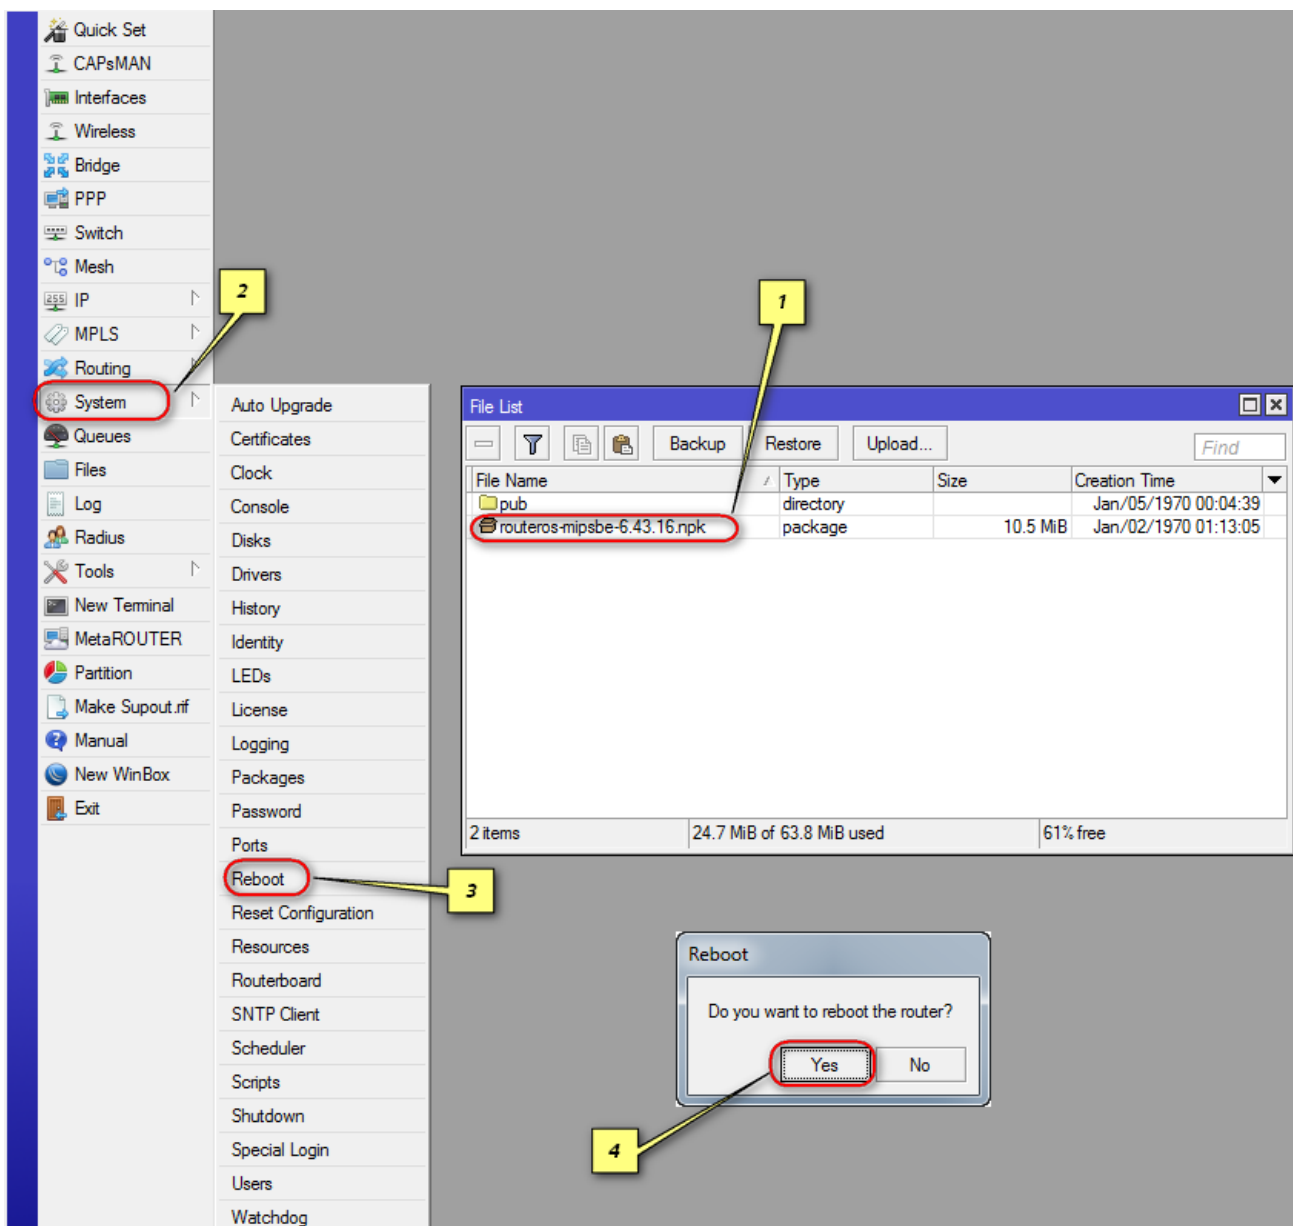 Quick Set
CAPsMAN
Interfaces
Wireless
Bridge
PPP
Switch
Mesh
255 IP
MPLS
Routing
System
Queues
Files
Log
Radius
Tools
New Terminal
MetaROUTER
Partition
Make Supout.rif
Manual
New WinBox
Exit
2
1
Auto Upgrade
Certificates
Clock
Console
Disks
Drivers
History
Identity
LEDs
License
Logging
Packages
Password
Ports
Reboot
Reset Configuration
Resources
Routerboard
SNTP Client
Scheduler
Scripts
Shutdown
Special Login
Users
Watchdog
File List
Backup Restore Upload... Find
File Name Type Size Creation Time
pub directory Jan/05/1970 00:04:39
routeros-mipsbe-6.43.16.npk package 10.5 MiB Jan/02/1970 01:13:05
2 items 24.7 MiB of 63.8 MiB used 61% free
3
Reboot
Do you want to reboot the router?
Yes No
4